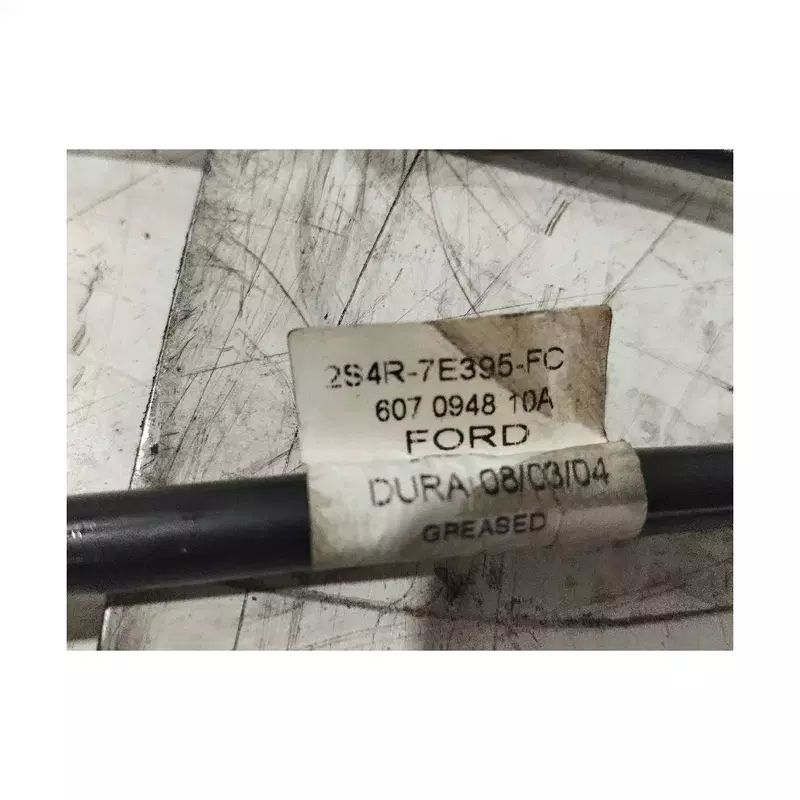 2S4R-7E395-FC
607 0948 10A
FORD
DURA 08/03/04
GREASED